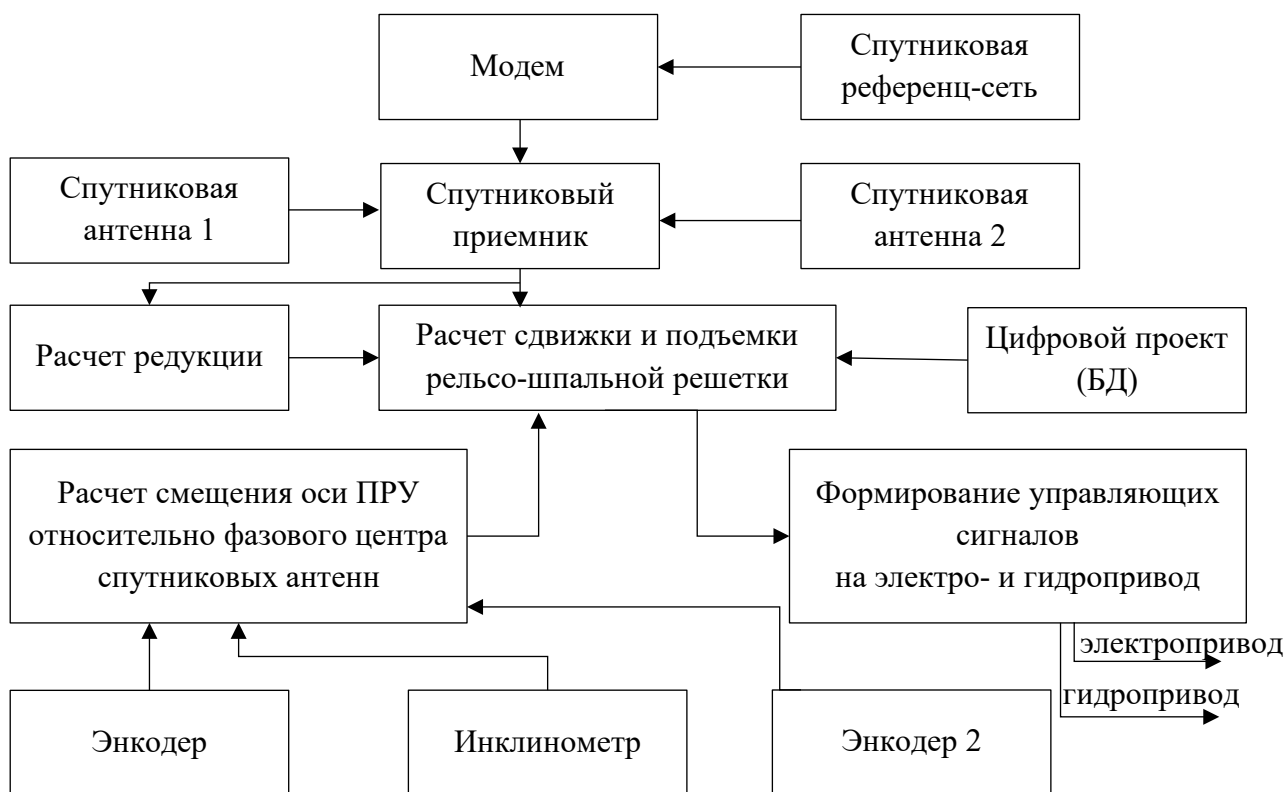 Модем
Спутниковая
референц-сеть
Спутниковая
антенна 1
Спутниковый
приемник
Спутниковая
антенна 2
Расчет редукции
Расчет сдвижки и подъемки
рельсо-шпальной решетки
Цифровой проект
(БД)
Расчет смещения оси ПРУ
относительно фазового центра
спутниковых антенн
Формирование управляющих
сигналов
на электро- и гидропривод
электропривод
гидропривод
Энкодер
Инклинометр
Энкодер 2